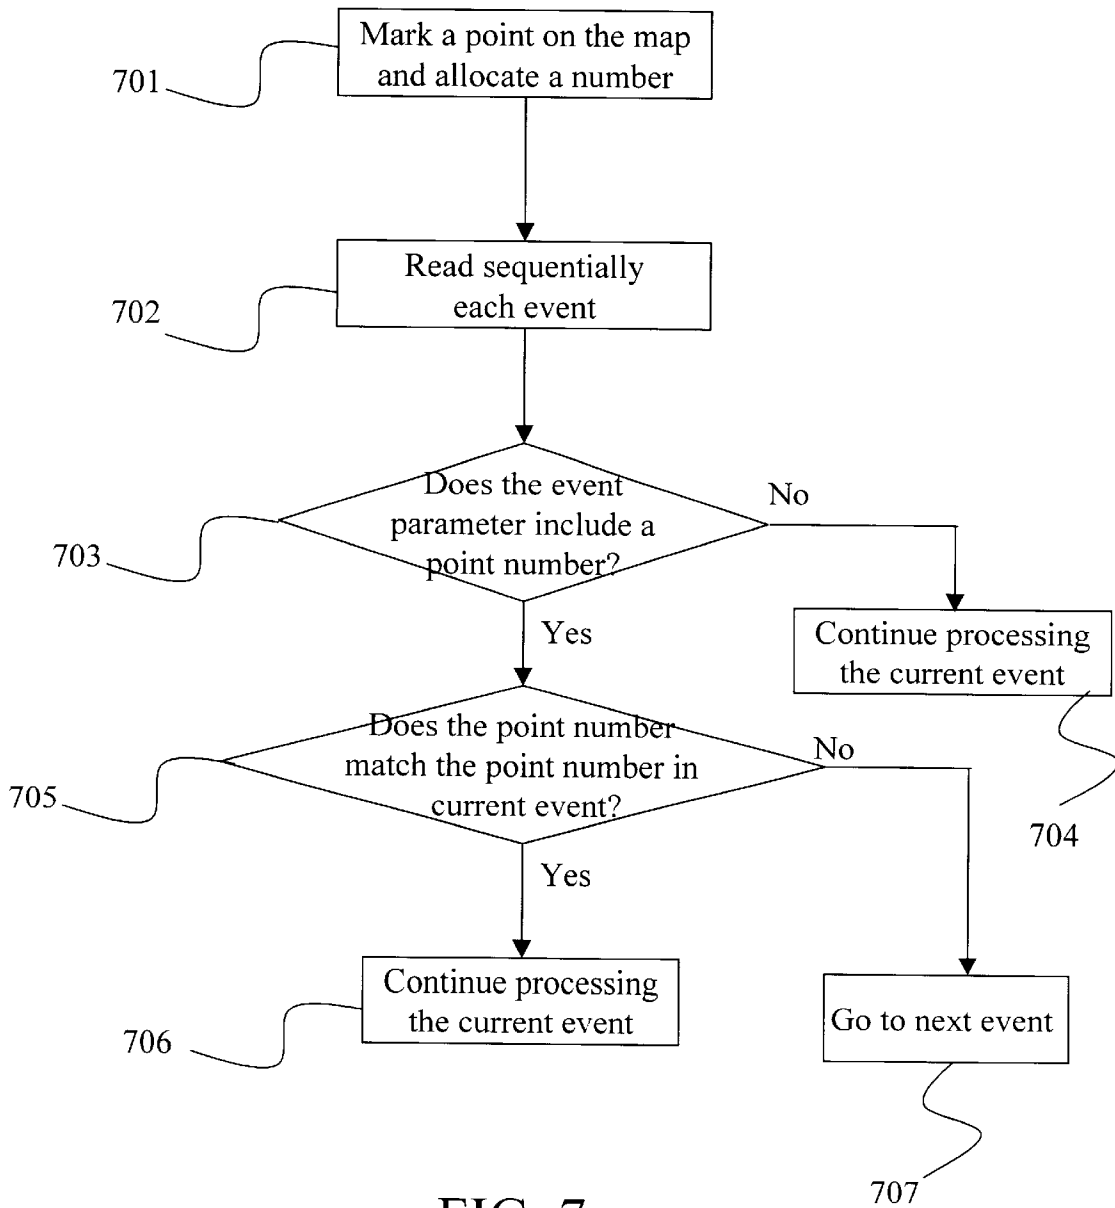 Mark a point on the map
and allocate a number
701
Read sequentially
each event
702
Does the event
parameter include a
point number?
No
703
Yes
Continue processing
the current event
704
Does the point number
match the point number in
current event?
No
705
Yes
Continue processing
the current event
706
Go to next event
707
FIG. 7